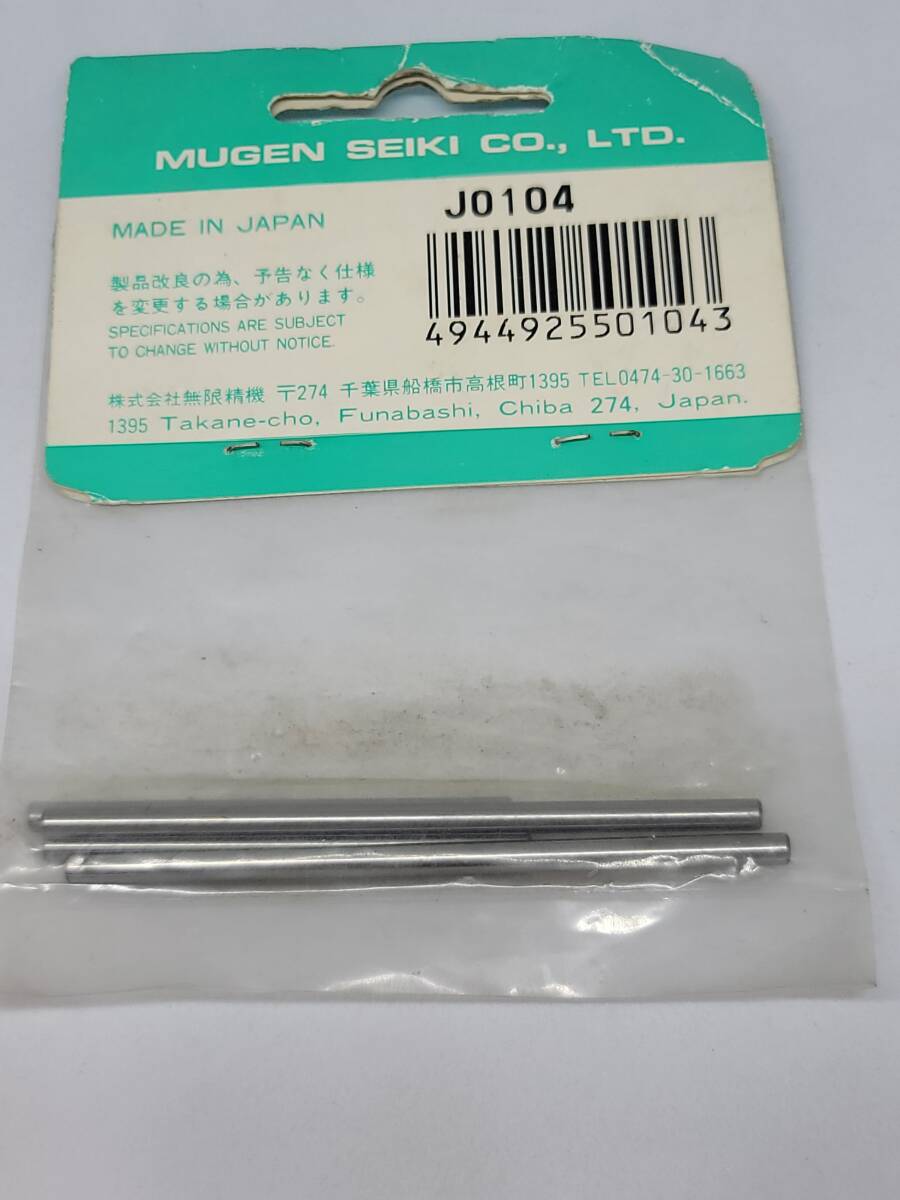 MUGEN SEIKI CO., LTD.
MADE IN JAPAN
J0104
製品改良の為、予告なく仕様
を変更する場合があります。
SPECIFICATIONS ARE SUBJECT
TO CHANGE WITHOUT NOTICE.
4944925501043
株式会社無限精機 〒274 千葉県船橋市高根町1395 TEL0474-30-1663
1395 Takane-cho, Funabashi, Chiba 274, Japan.